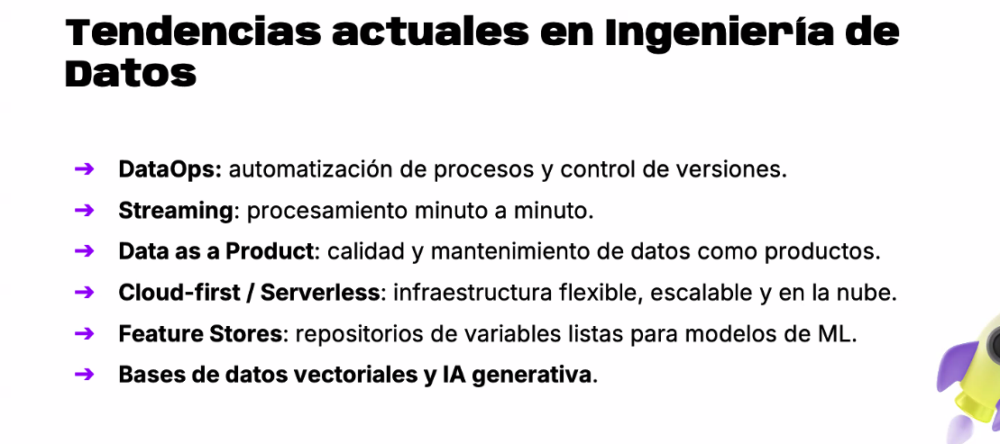 Tendencias actuales en Ingeniería de
Datos
➔ DataOps: automatización de procesos y control de versiones.
➔ Streaming: procesamiento minuto a minuto.
➔ Data as a Product: calidad y mantenimiento de datos como productos.
➔ Cloud-first / Serverless: infraestructura flexible, escalable y en la nube.
➔ Feature Stores: repositorios de variables listas para modelos de ML.
➔ Bases de datos vectoriales y IA generativa.